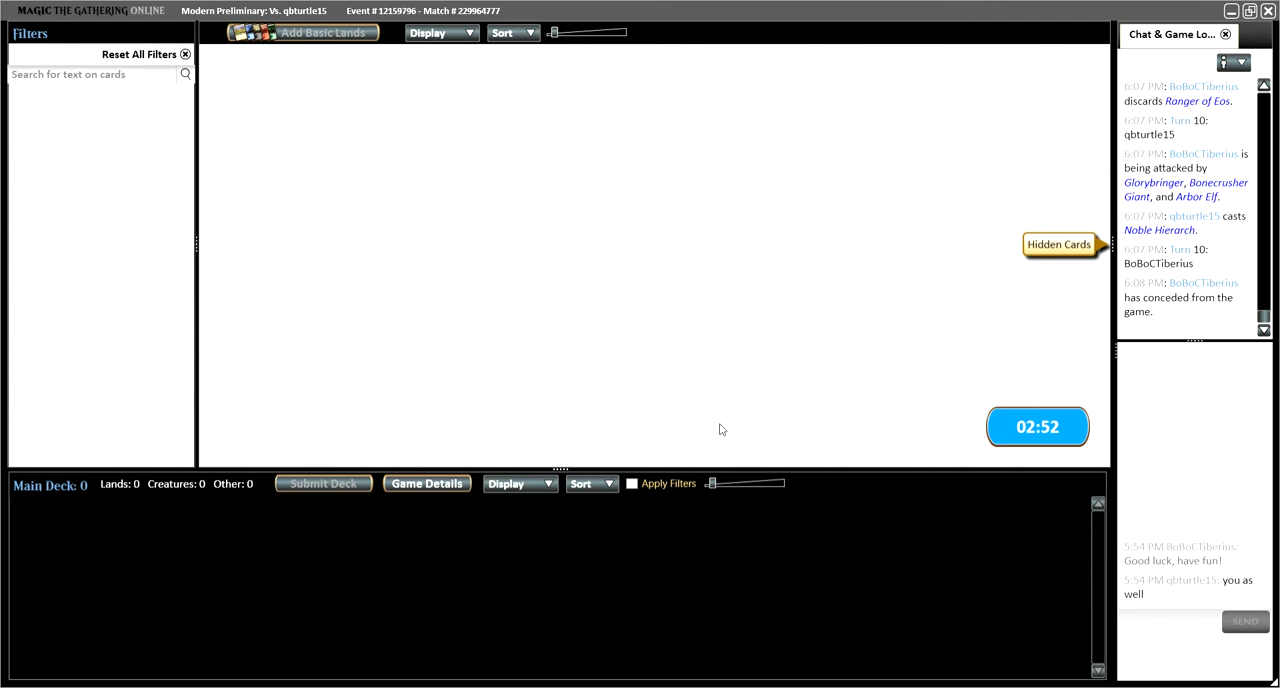 MAGIC THE GATHERING ONLINE Modern Preliminary: Vs. qbturtle15 Event # 12159796 - Match # 229964777
Filters
Reset All Filters
Search for text on cards
Add Basic Lands Display Sort
Chat & Game Lo...
6:07 PM: BoBoCTiberius
discards Ranger of Eos.
6:07 PM: Turn 10:
qbturtle15
6:07 PM: BoBoCTiberius is
being attacked by
Glorybringer, Bonecrusher
Giant, and Arbor Elf.
6:07 PM: qbturtle15 casts
Noble Hierarch.
6:07 PM: Turn 10:
BoBoCTiberius
6:08 PM: BoBoCTiberius
has conceded from the
game.
Hidden Cards
02:52
Main Deck: 0 Lands: 0 Creatures: 0 Other: 0 Submit Deck Game Details Display Sort Apply Filters
5:54 PM BoBoCTiberius:
Good luck, have fun!
5:54 PM qbturtle15: you as
well
SEND